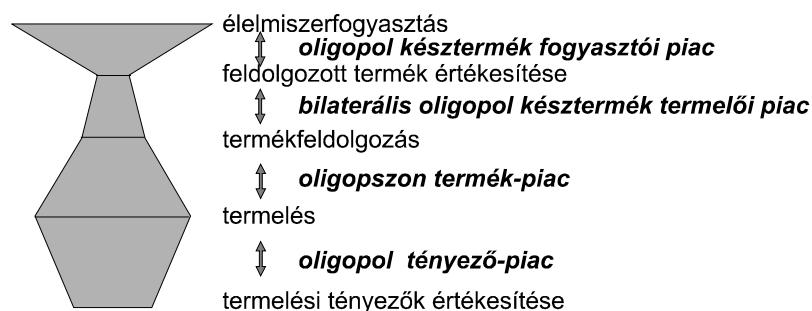 élelmiszerfogyasztás
oligopol késztermék fogyasztói piac
feldolgozott termék értékesítése
bilaterális oligopol késztermék termelői piac
termékfeldolgozás
oligopszon termék-piac
termelés
oligopol tényező-piac
termelési tényezők értékesítése